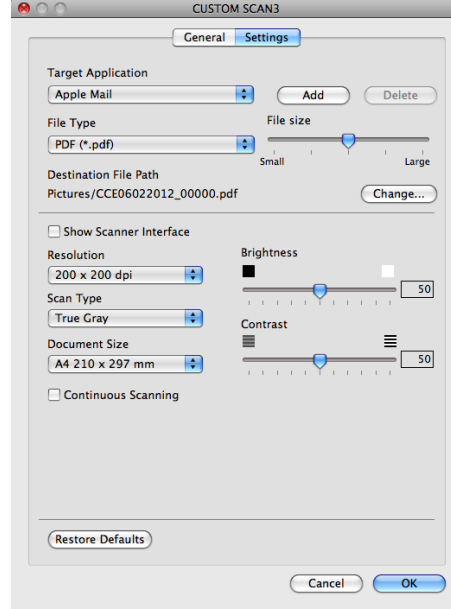 CUSTOM SCAN3
General Settings
Target Application
Apple Mail Add Delete
File Type File size
PDF (*.pdf)
Small Large
Destination File Path
Pictures/CCE06022012_00000.pdf Change...
Show Scanner Interface
Resolution Brightness
200 x 200 dpi
50
Scan Type
True Gray
Contrast
Document Size
A4 210 x 297 mm 50
Continuous Scanning
Restore Defaults
Cancel OK